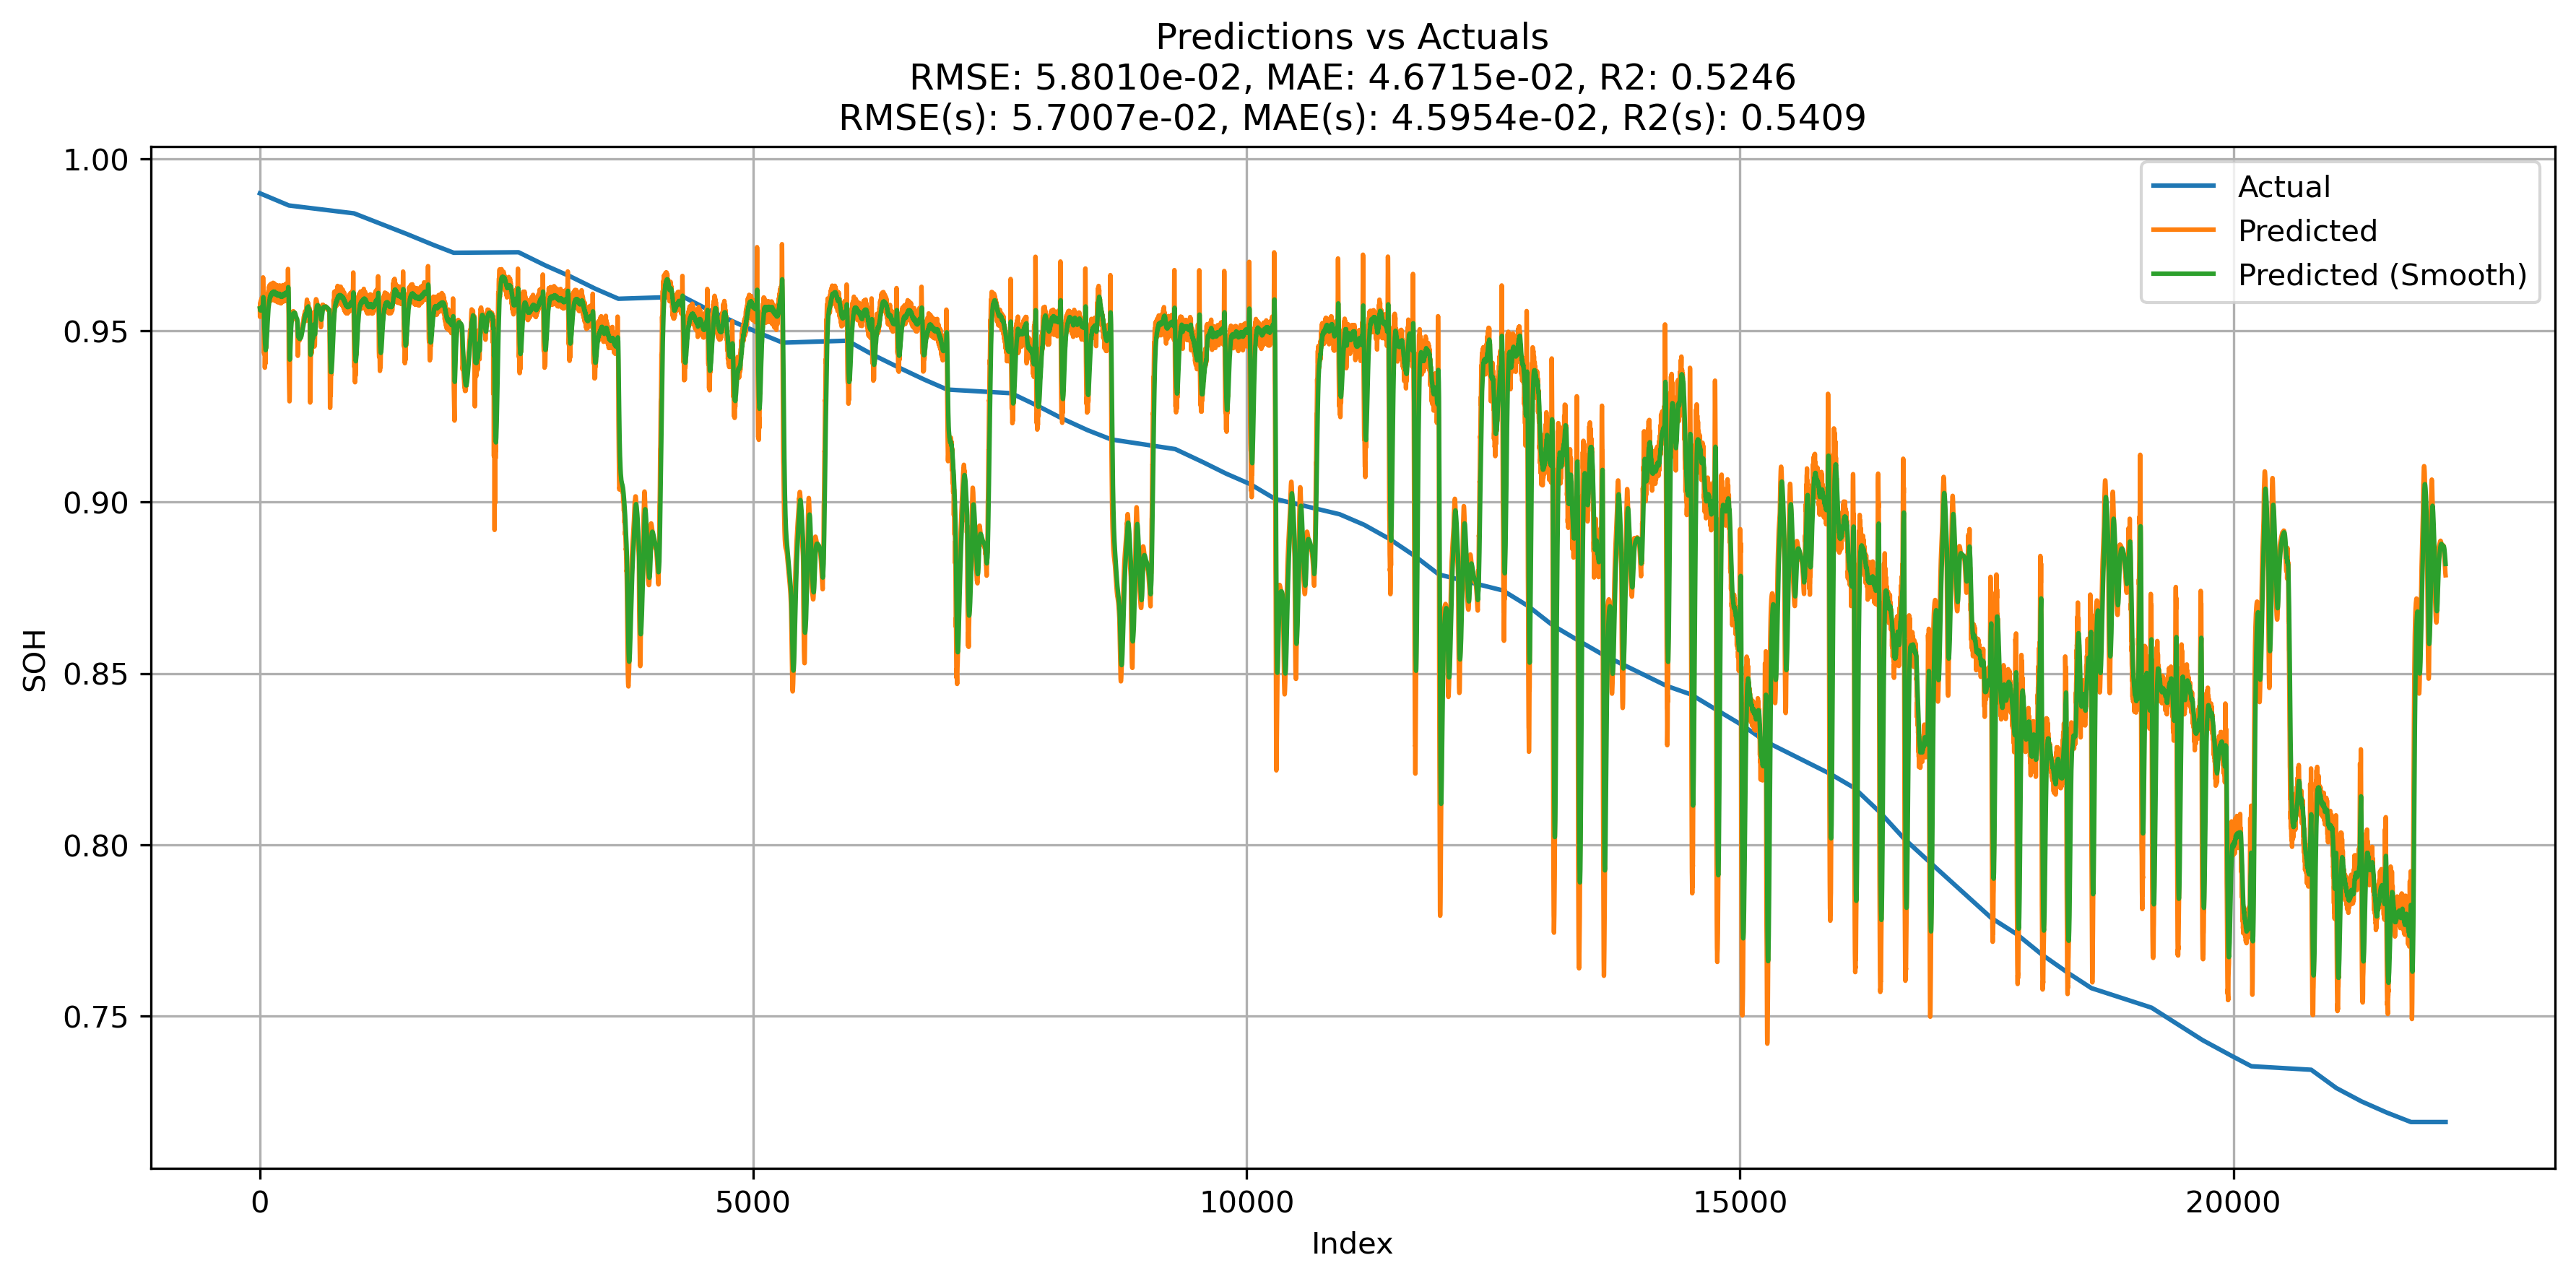 Predictions vs Actuals
RMSE: 5.8010e-02, MAE: 4.6715e-02, R2: 0.5246
RMSE(s): 5.7007e-02, MAE(s): 4.5954e-02, R2(s): 0.5409
1.00
0.95
0.90
0.85
0.80
0.75
SOH
Actual
Predicted
Predicted (Smooth)
0
5000
10000
15000
20000
Index